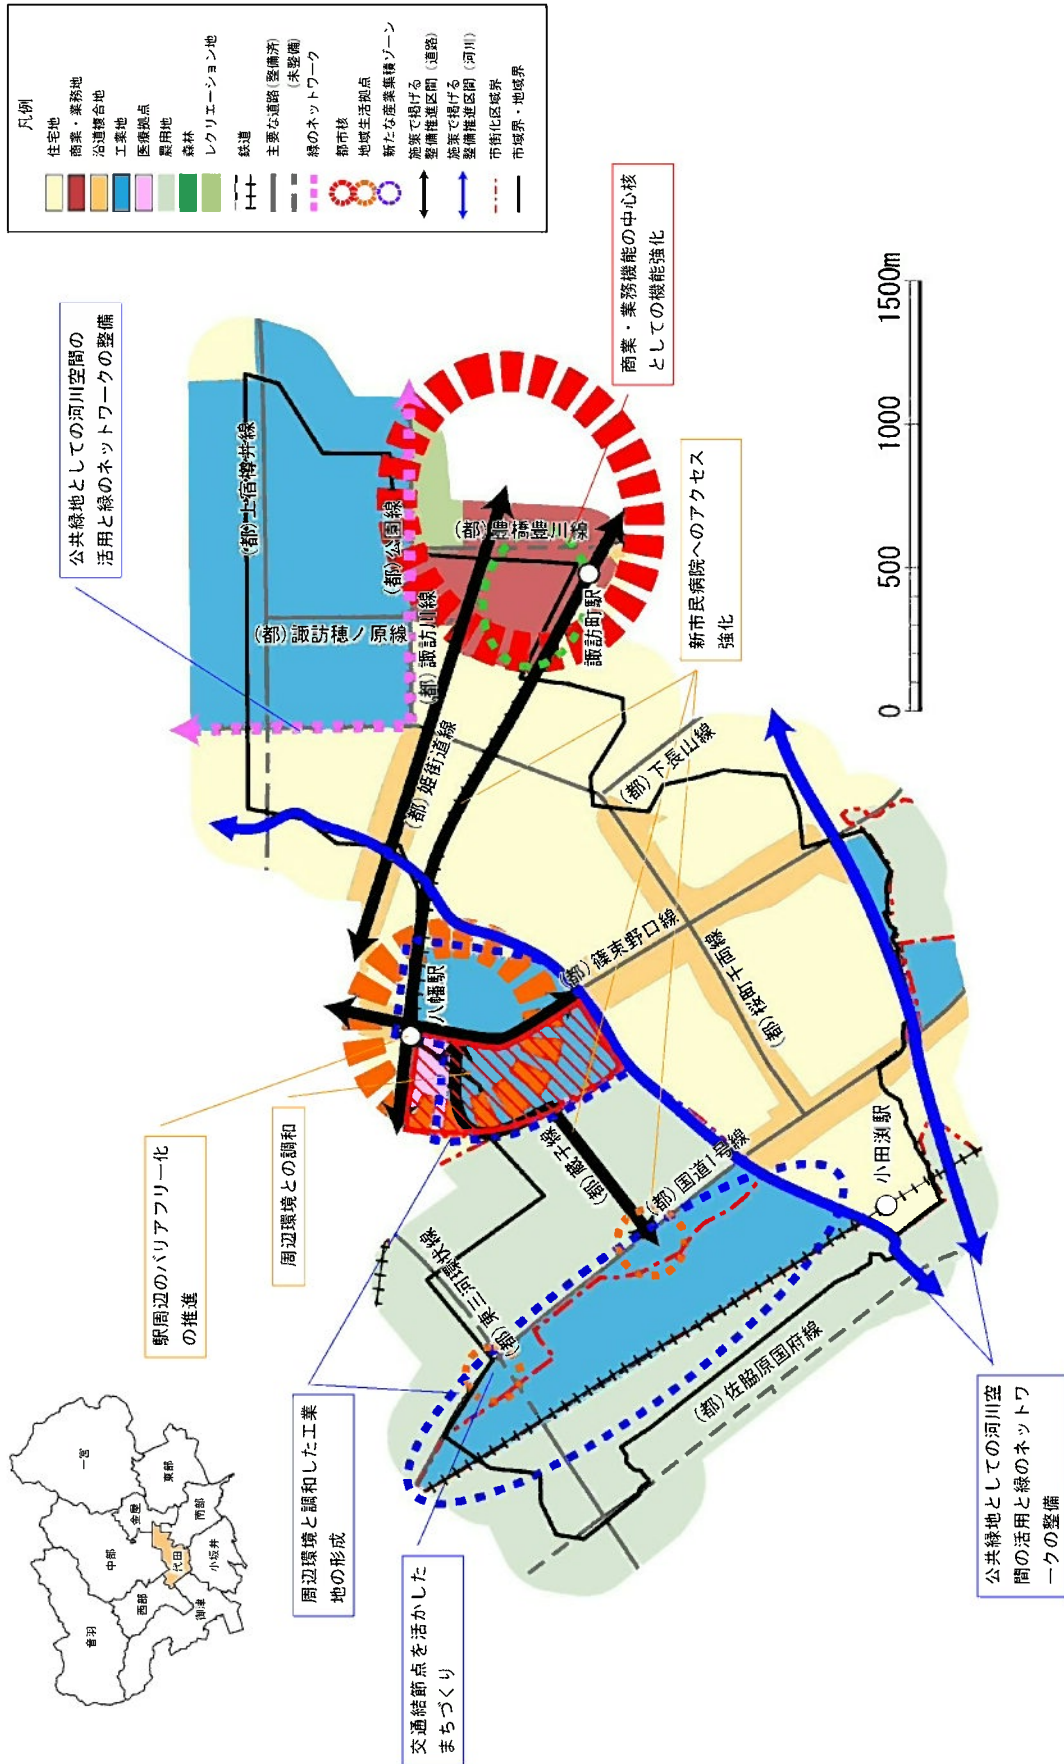 凡例
住宅地
商業・業務地
沿道複合地
工業地
医療拠点
農用地
森林
レクリエーション地
鉄道
主要な道路(整備済)
(未整備)
緑のネットワーク
都市核
地域生活拠点
新たな産業集積ゾーン
施策で掲げる
整備推進区間(道路)
施策で掲げる
整備推進区間(河川)
市街化区域界
市域界・地域界
公共緑地としての河川空間の
活用と緑のネットワークの整備
商業・業務機能の中心核
としての機能強化
新市民病院へのアクセス
強化
駅周辺のバリアフリー化
の推進
周辺環境との調和
周辺環境と調和した工業
地の形成
交通結節点を活かした
まちづくり
公共緑地としての河川空
間の活用と緑のネットワ
ークの整備
(都)上宿樽井線
(都)公園線
(都)諏訪穂ノ原線
(都)諏訪川線
(都)豊橋豊川線
諏訪町駅
(都)姫街道線
(都)下長山線
八幡駅
(都)篠束野口線
(都)桜町千両線
(都)蔵子線
(都)国道1号線
小田渕駅
(都)東三河環状線
(都)佐脇原国府線
0
500
1000
1500m
一宮
東部
金屋
中部
南部
代田
小坂井
西部
御津
音羽